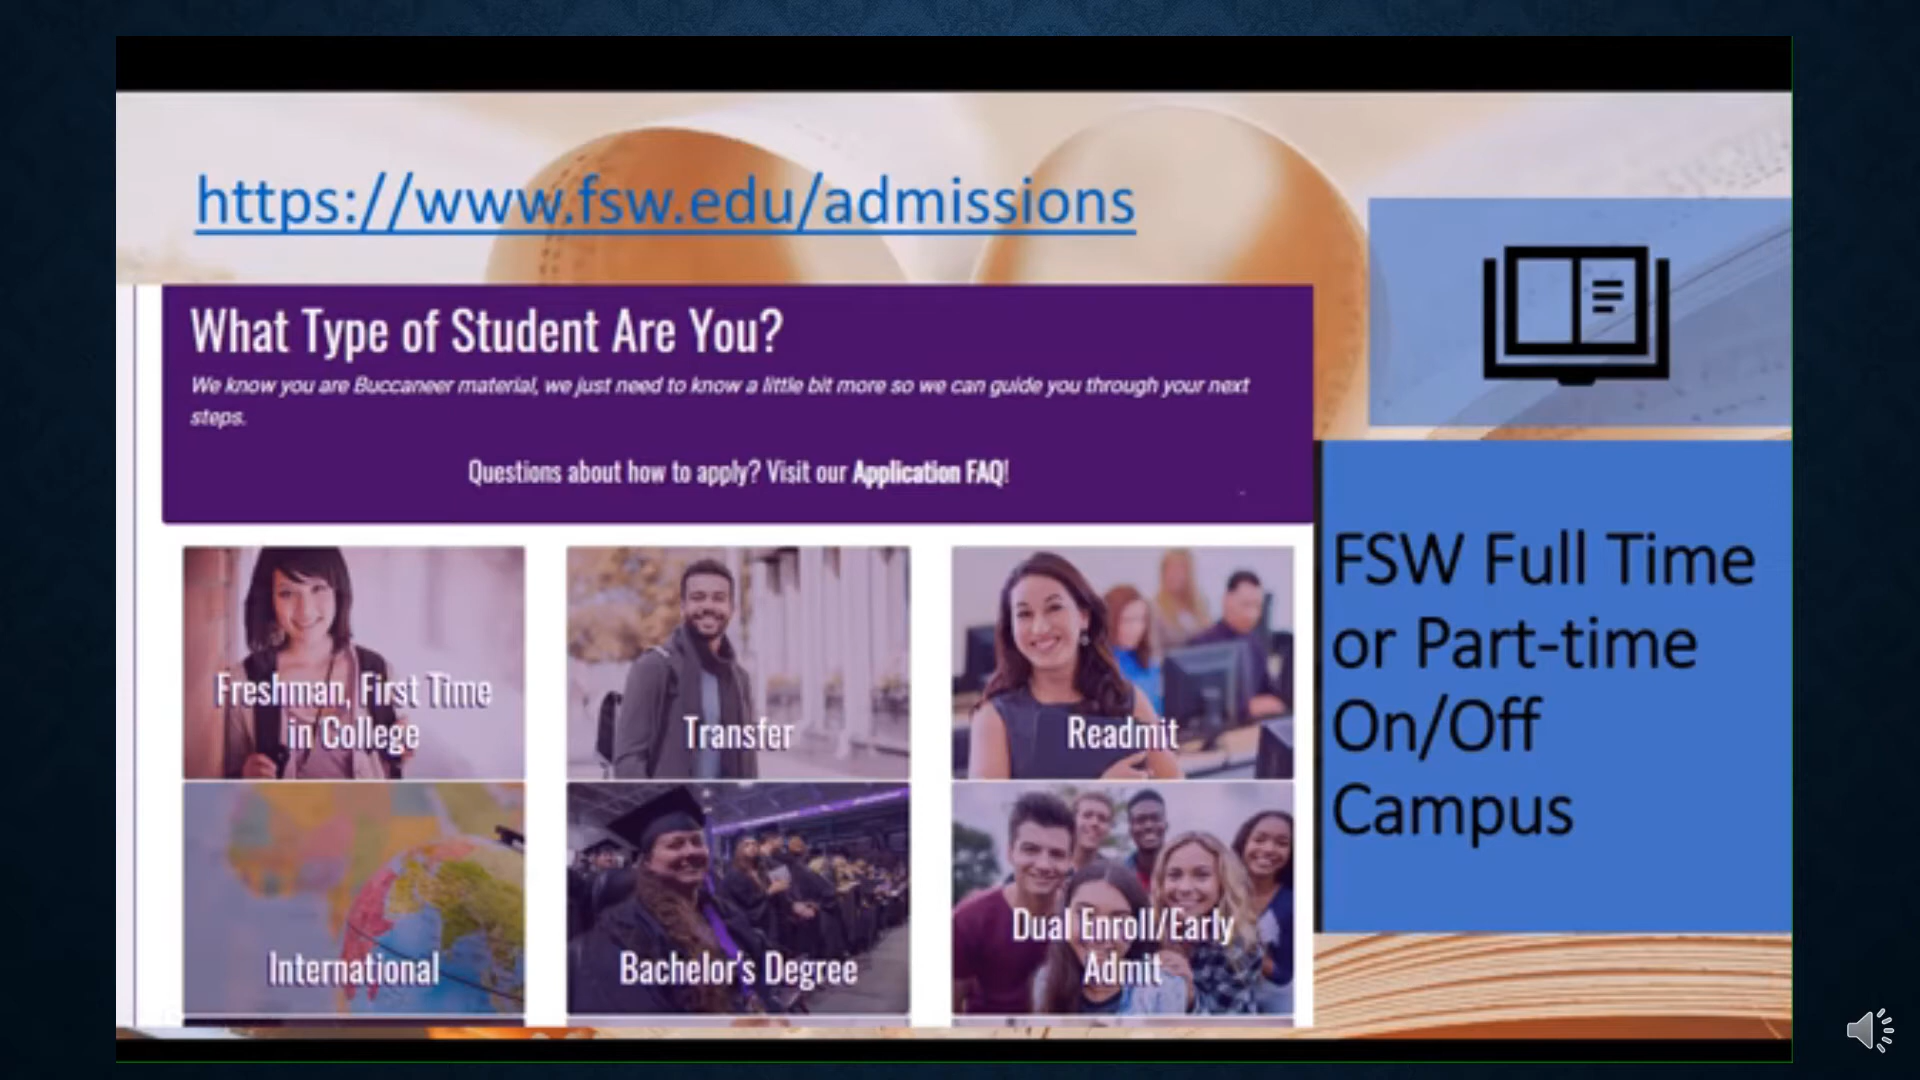 https://www.fsw.edu/admissions
What Type of Student Are You?
We know you are Buccaneer material, we just need to know a little bit more so we can guide you through your next
steps.
Questions about how to apply? Visit our Application FAQ!
Freshman, First Time
in College
Transfer
Readmit
International
Bachelor's Degree
Dual Enroll/Early
Admit
FSW Full Time
or Part-time
On/Off
Campus